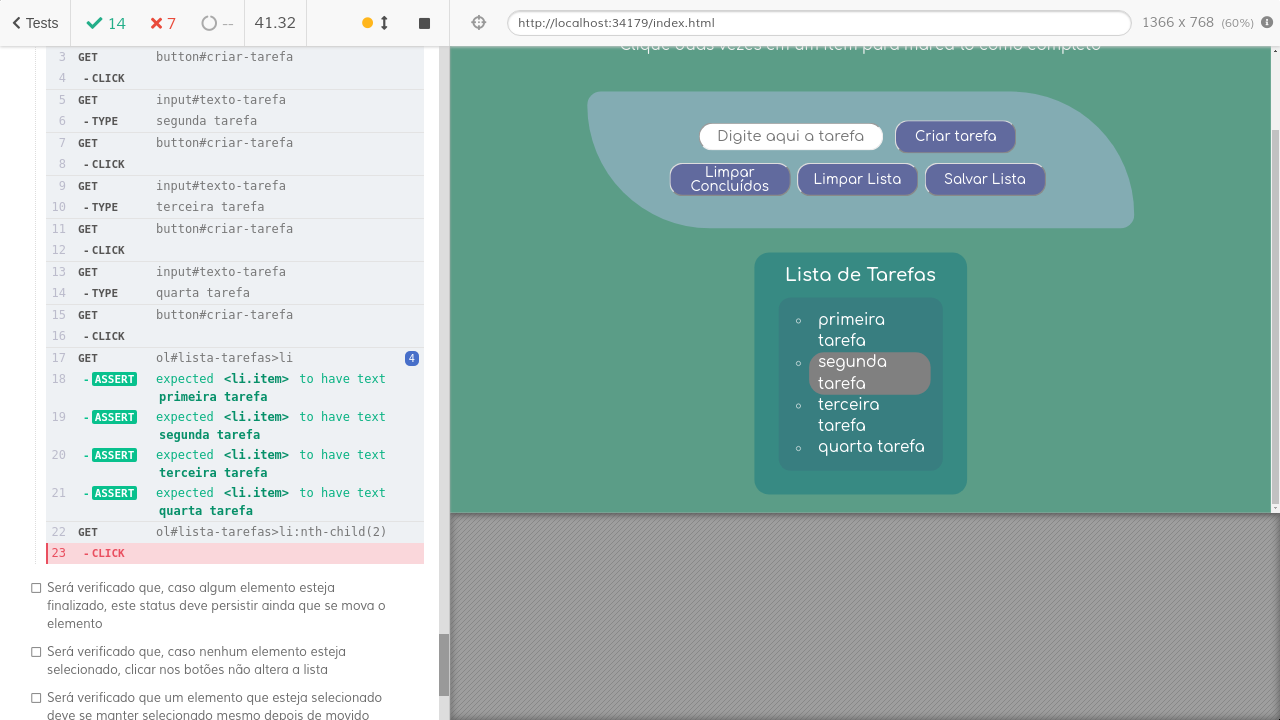 Tests
14
7
--
41.32
http://localhost:34179/index.html
1366 x 768 (60%)
3 GET button#criar-tarefa
4 - CLICK
5 GET input#texto-tarefa
6 - TYPE segunda tarefa
7 GET button#criar-tarefa
8 - CLICK
9 GET input#texto-tarefa
10 - TYPE terceira tarefa
11 GET button#criar-tarefa
12 - CLICK
13 GET input#texto-tarefa
14 - TYPE quarta tarefa
15 GET button#criar-tarefa
16 - CLICK
17 GET ol#lista-tarefas>li 4
18 - ASSERT expected <li.item> to have text
primeira tarefa
19 - ASSERT expected <li.item> to have text
segunda tarefa
20 - ASSERT expected <li.item> to have text
terceira tarefa
21 - ASSERT expected <li.item> to have text
quarta tarefa
22 GET ol#lista-tarefas>li:nth-child(2)
23 - CLICK
Será verificado que, caso algum elemento esteja
finalizado, este status deve persistir ainda que se mova o
elemento
Será verificado que, caso nenhum elemento esteja
selecionado, clicar nos botões não altera a lista
Será verificado que um elemento que esteja selecionado
deve se manter selecionado mesmo depois de movido
Clique duas vezes em um item para marcá-lo como completo
Digite aqui a tarefa
Criar tarefa
Limpar
Concluídos
Limpar Lista
Salvar Lista
Lista de Tarefas
primeira
tarefa
segunda
tarefa
terceira
tarefa
quarta tarefa